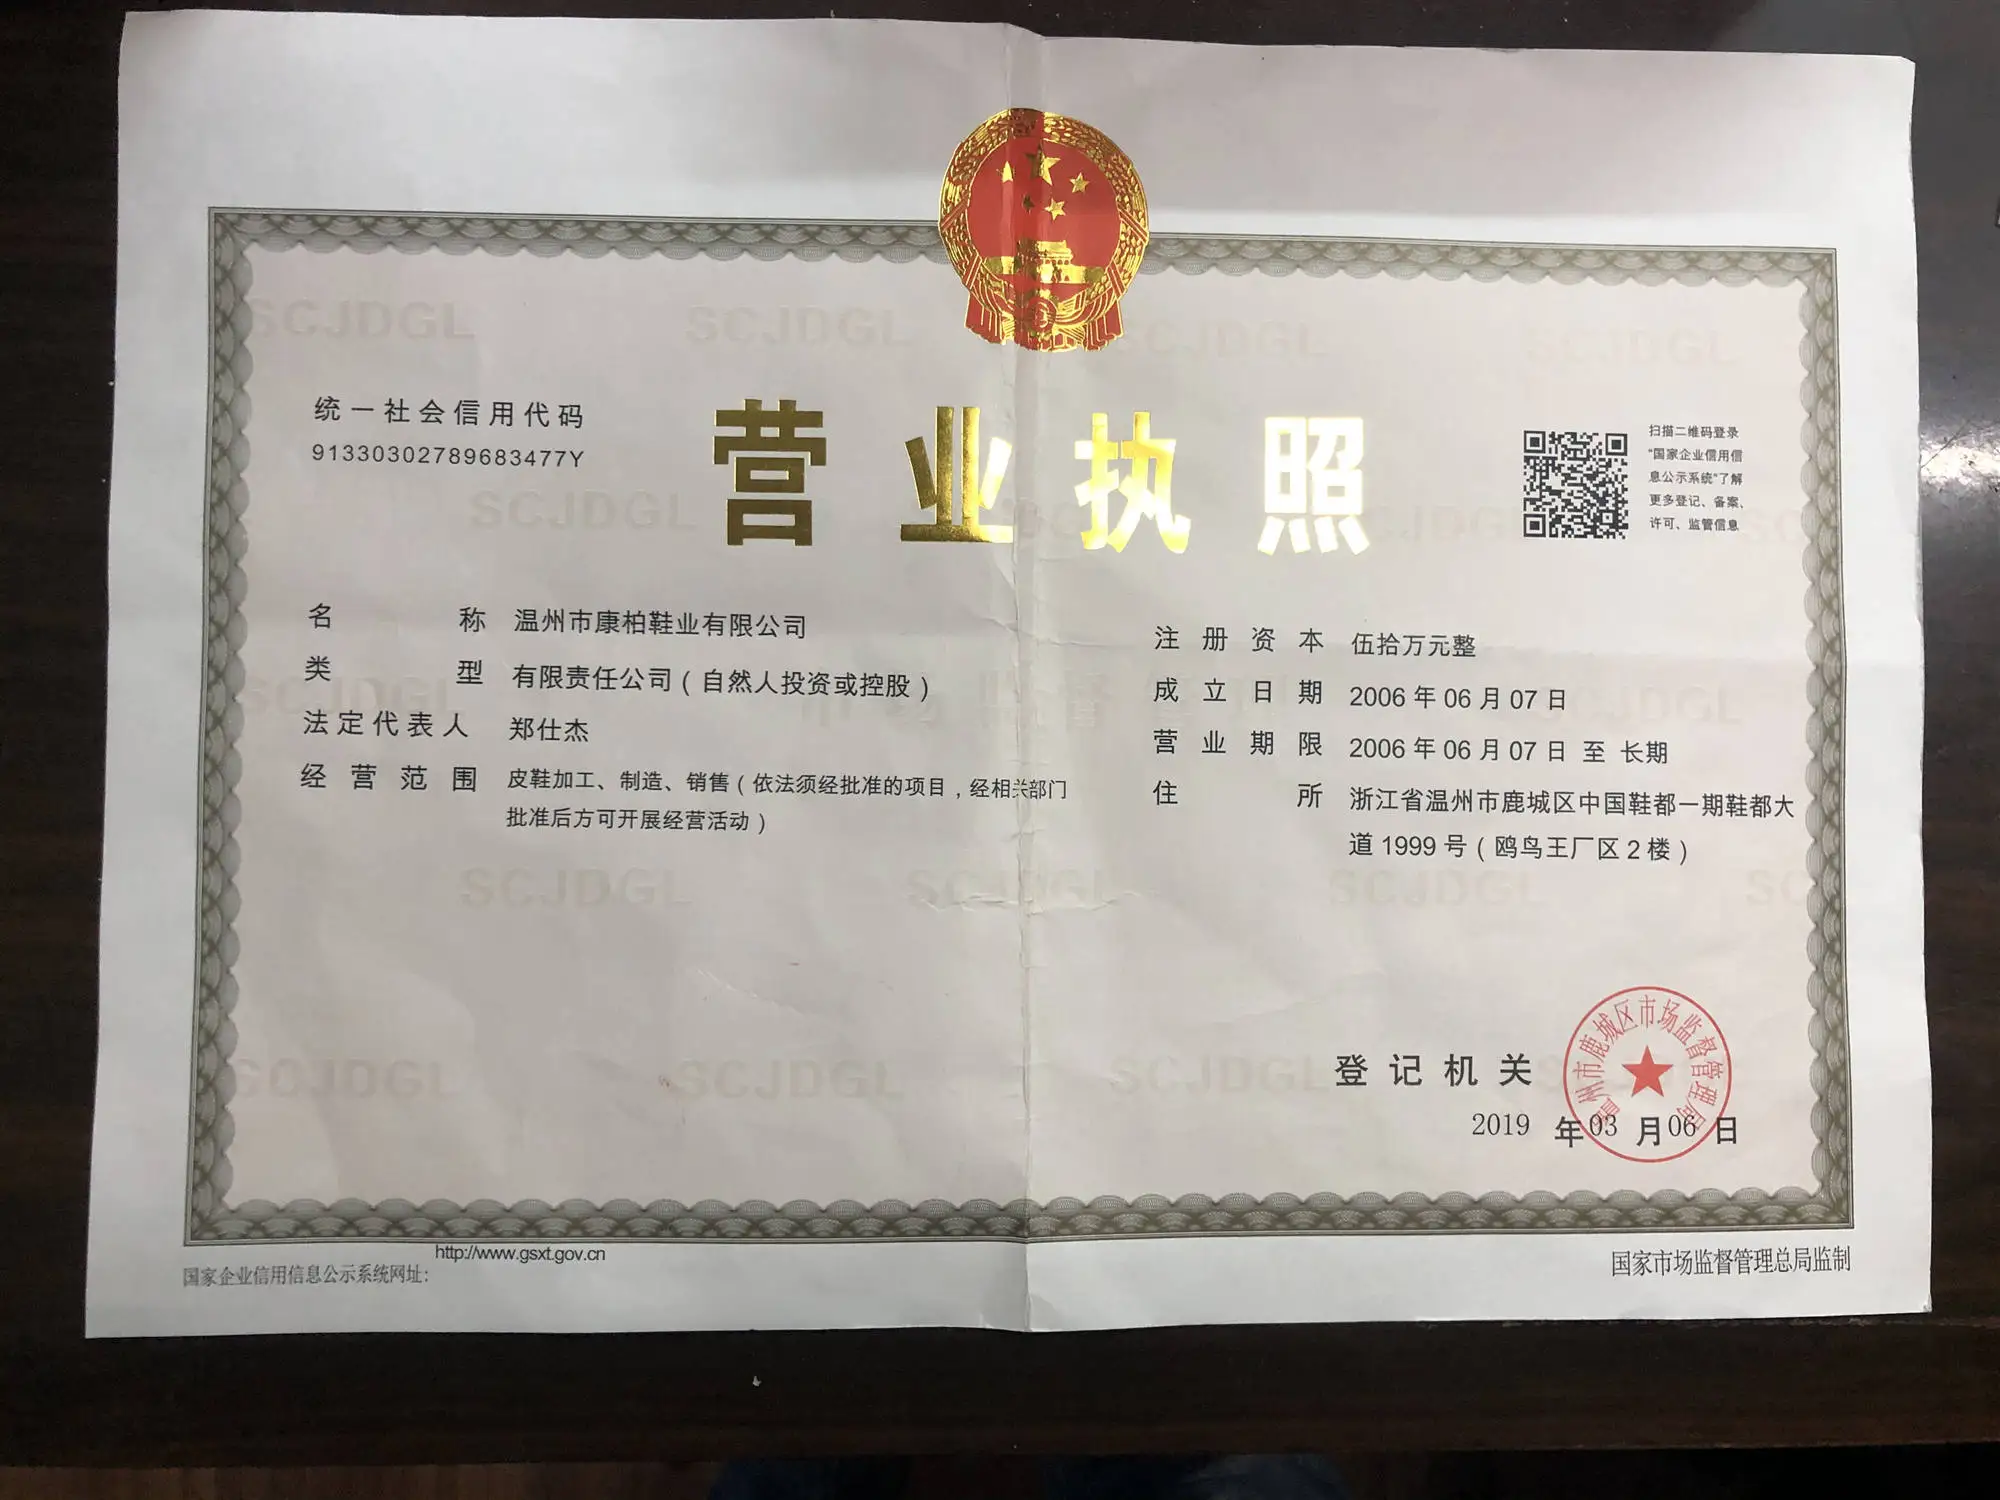 统一社会信用代码
91330302789683477Y
营业执照
扫描二维码登录
“国家企业信用信
息公示系统”了解
更多登记、备案、
许可、监管信息
名称 温州市康柏鞋业有限公司
类型 有限责任公司（自然人投资或控股）
法定代表人 郑仕杰
经营范围 皮鞋加工、制造、销售（依法须经批准的项目，经相关部门
批准后方可开展经营活动）
注册资本 伍拾万元整
成立日期 2006年06月07日
营业期限 2006年06月07日至长期
住所 浙江省温州市鹿城区中国鞋都一期鞋都大
道1999号（鸥鸟王厂区2楼）
登记机关
州市鹿城区市场监督管理局
2019年03月06日
http://www.gsxt.gov.cn
国家企业信用信息公示系统网址：
国家市场监督管理总局监制
SCJDGL